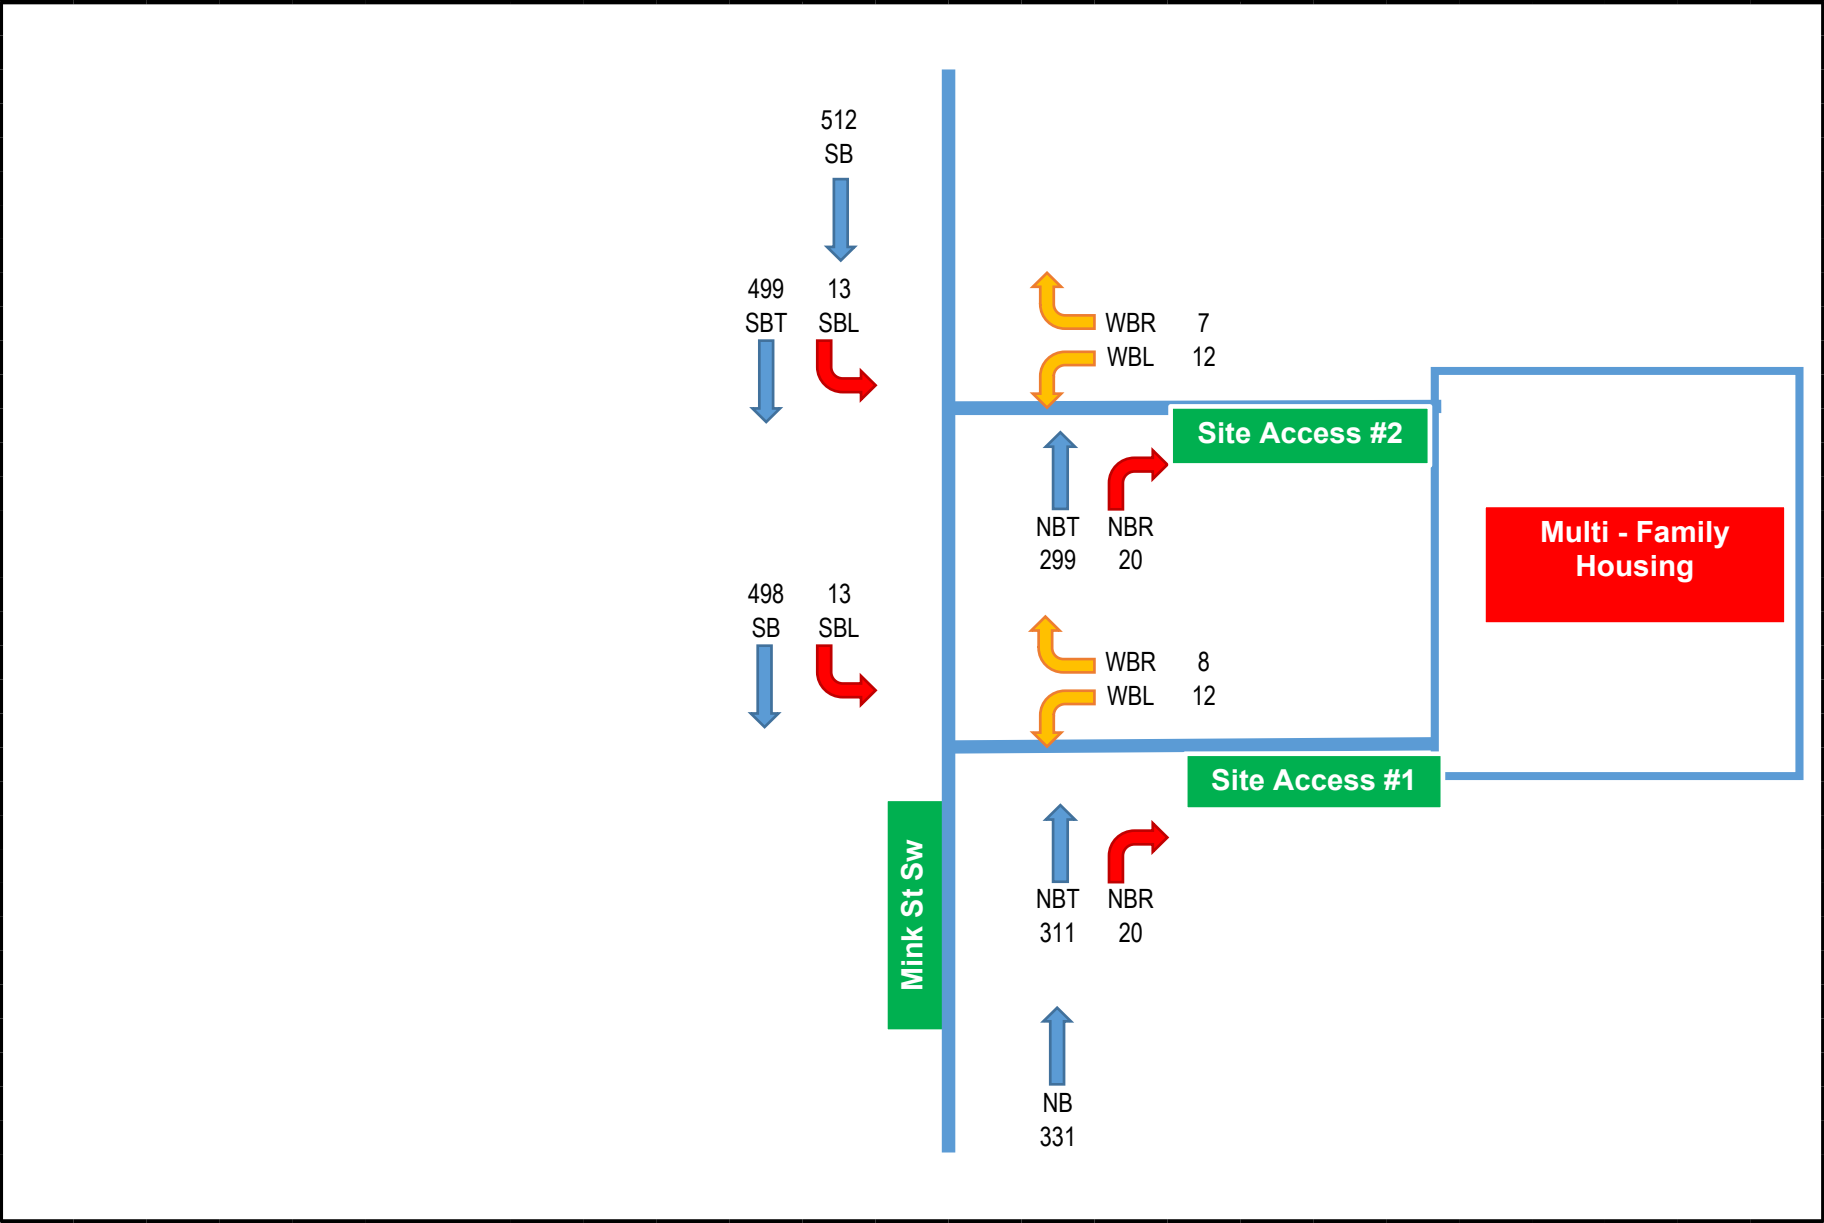 512
SB
499 13
SBT SBL
WBR 7
WBL 12
Site Access #2
NBT NBR
299 20
Multi - Family
Housing
498 13
SB SBL
WBR 8
WBL 12
Site Access #1
Mink St Sw
NBT NBR
311 20
NB
331